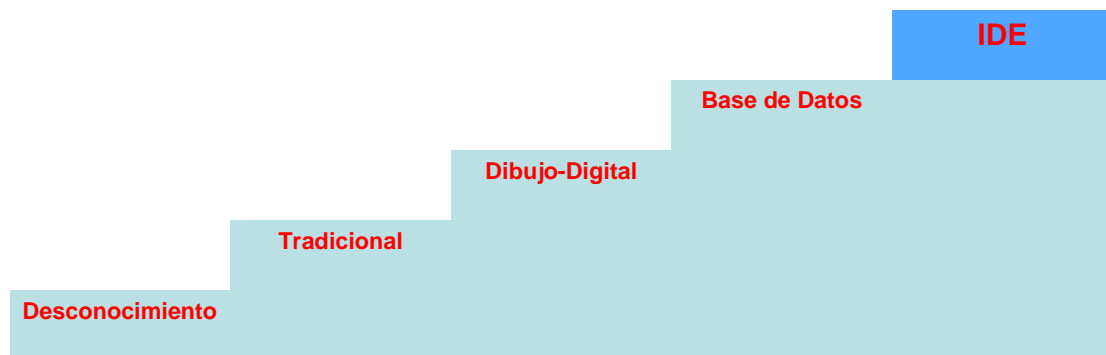 IDE
Base de Datos
Dibujo-Digital
Tradicional
Desconocimiento